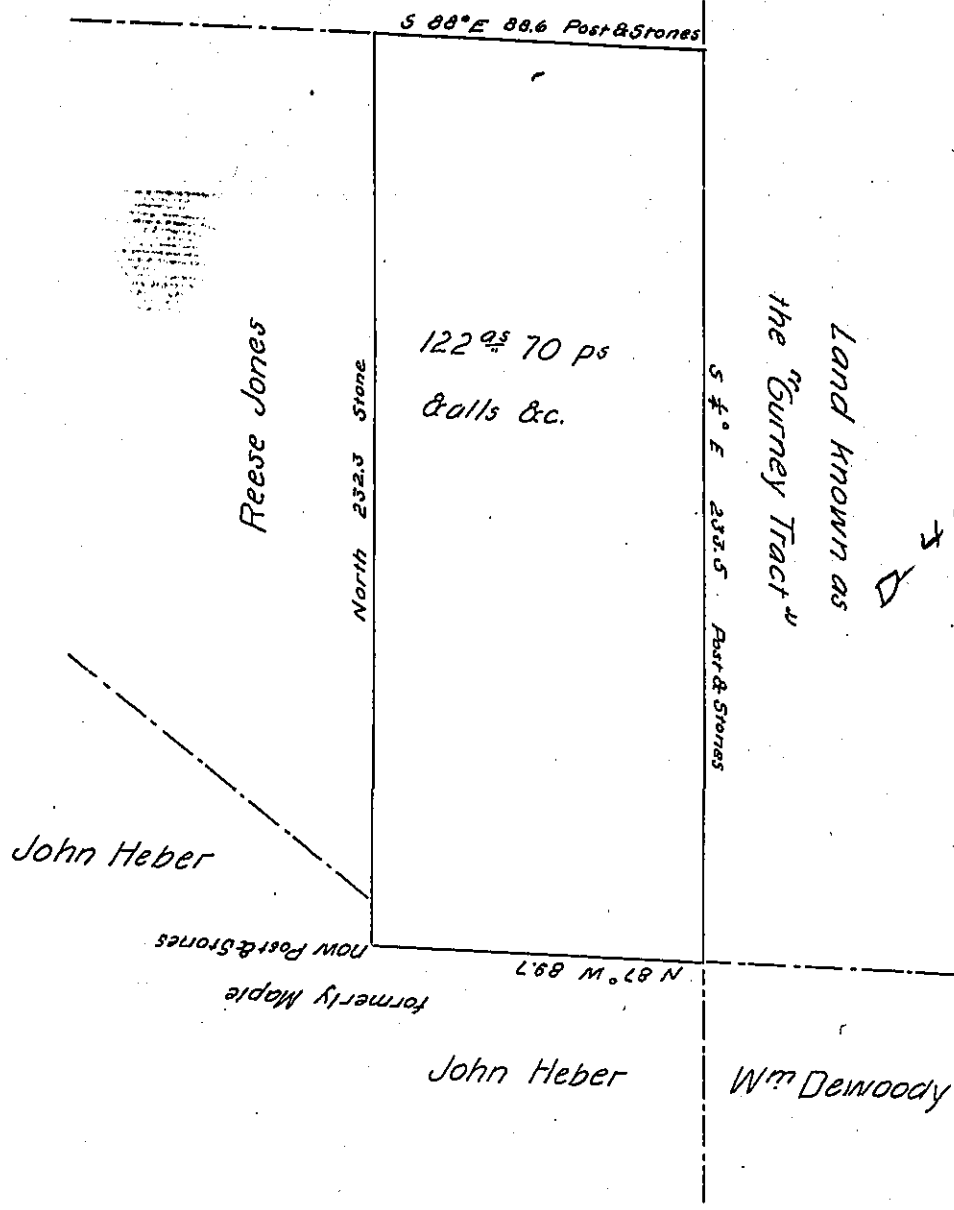 S 88° E 88.6 Post & Stones
122 as 70 ps
& alls &c.
Reese Jones
North 232.3 Stone
S ¼° E 233.5 Post & Stones
Land known as
the "Gurney Tract"
John Heber
now Post & Stones
formerly Maple
N 87° W 89.7
John Heber
Wm Dewoody